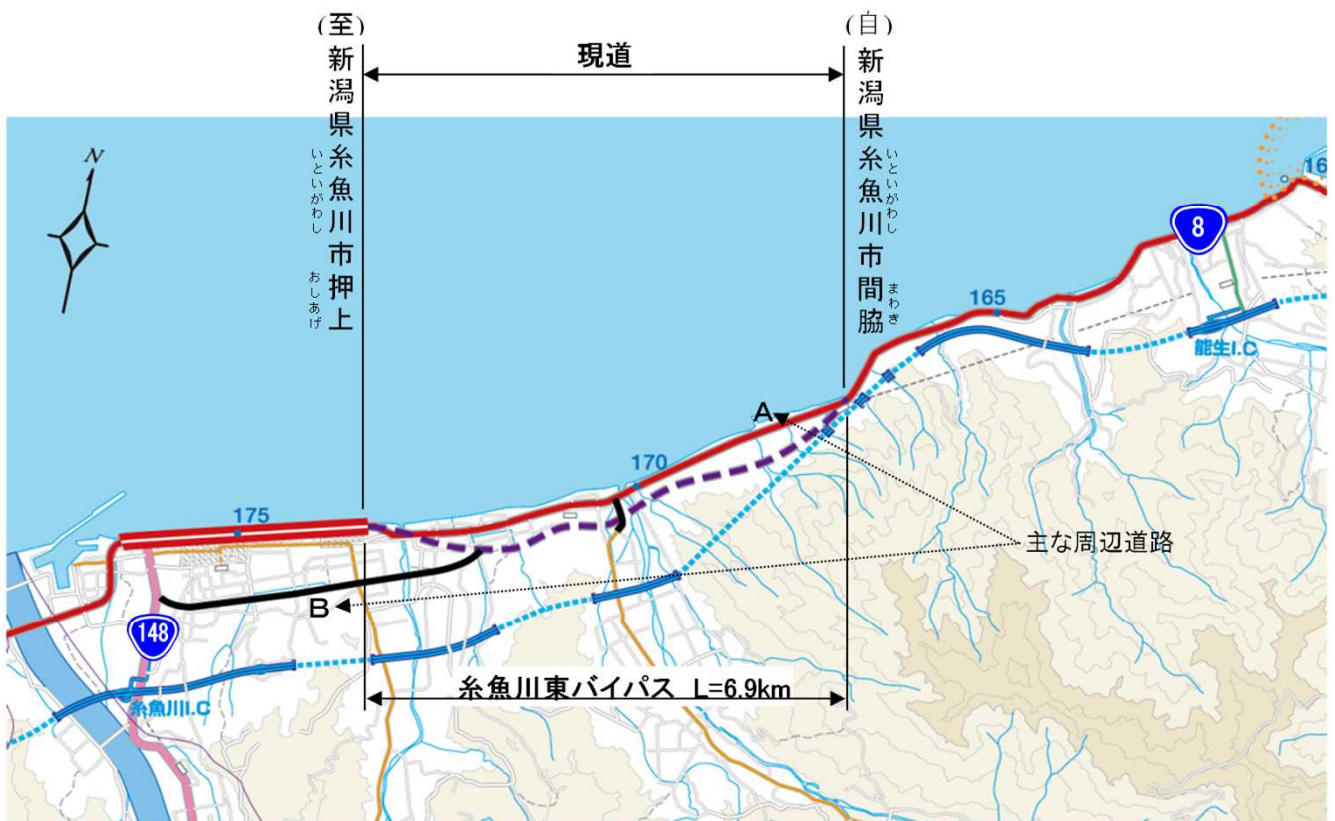 (至)
新潟県糸魚川市押上
いといがわし
おしあげ
現道
(自)
新潟県糸魚川市間脇
いといがわし
まわき
N
16
8
165
能生I.C
A
170
175
主な周辺道路
B
148
糸魚川東バイパス L=6.9km
糸魚川I.C